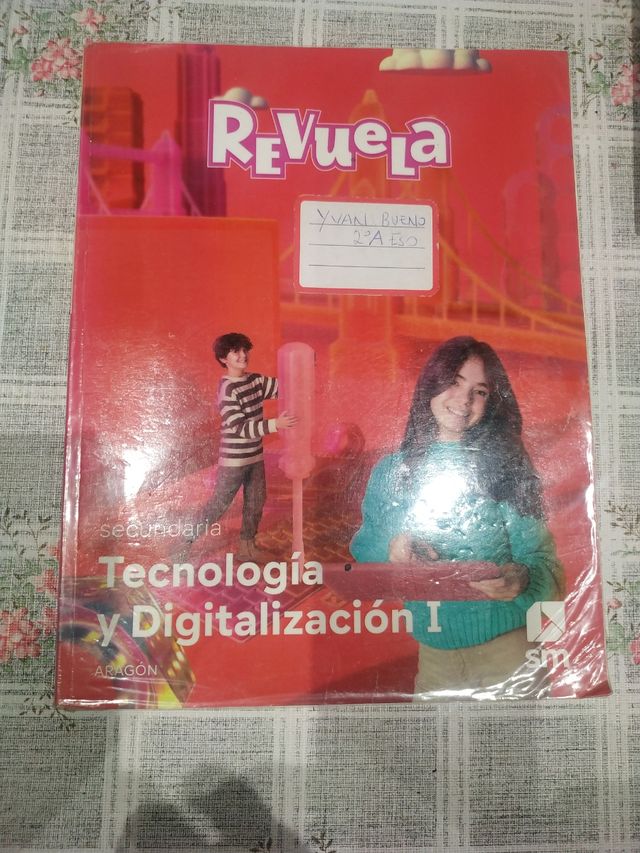 REVueLa
YVAN BUENO
2ºA ESO
secundaria
Tecnología
y Digitalización I
ARAGÓN
sm